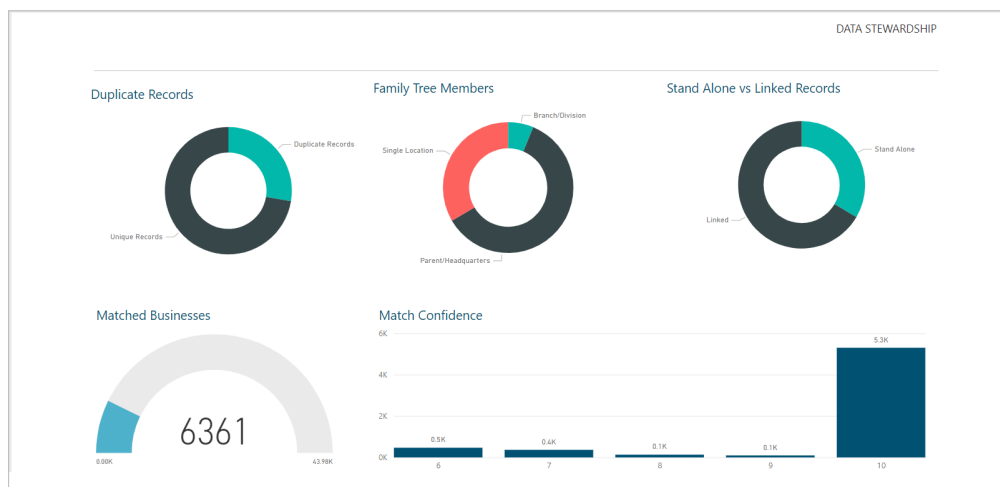 DATA STEWARDSHIP
Duplicate Records
Family Tree Members
Stand Alone vs Linked Records
Duplicate Records
Unique Records
Branch/Division
Single Location
Parent/Headquarters
Stand Alone
Linked
Matched Businesses
6361
0.00K
43.98K
Match Confidence
6K
4K
2K
0K
0.5K
0.4K
0.1K
0.1K
5.3K
6
7
8
9
10